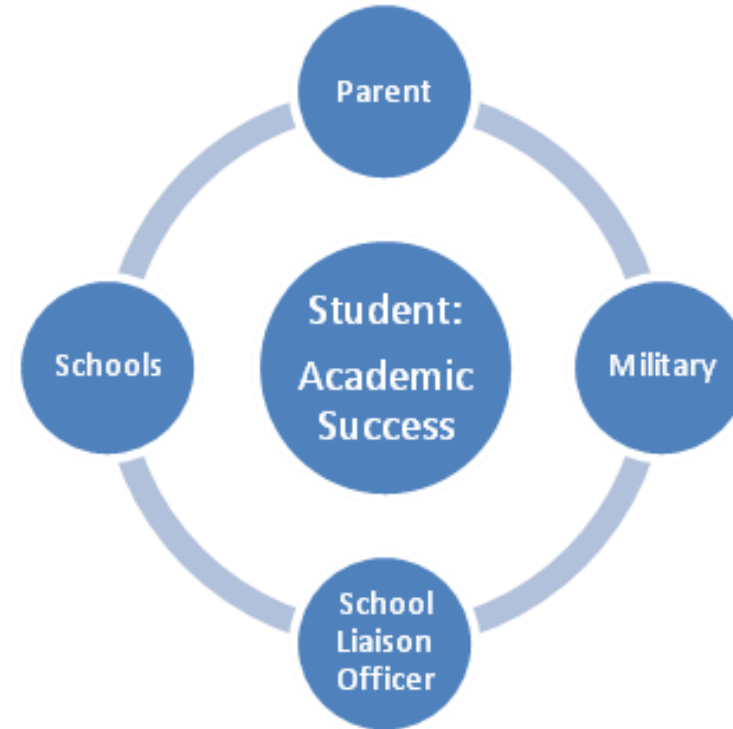 Parent
Schools
Student:
Academic
Success
Military
School
Liaison
Officer